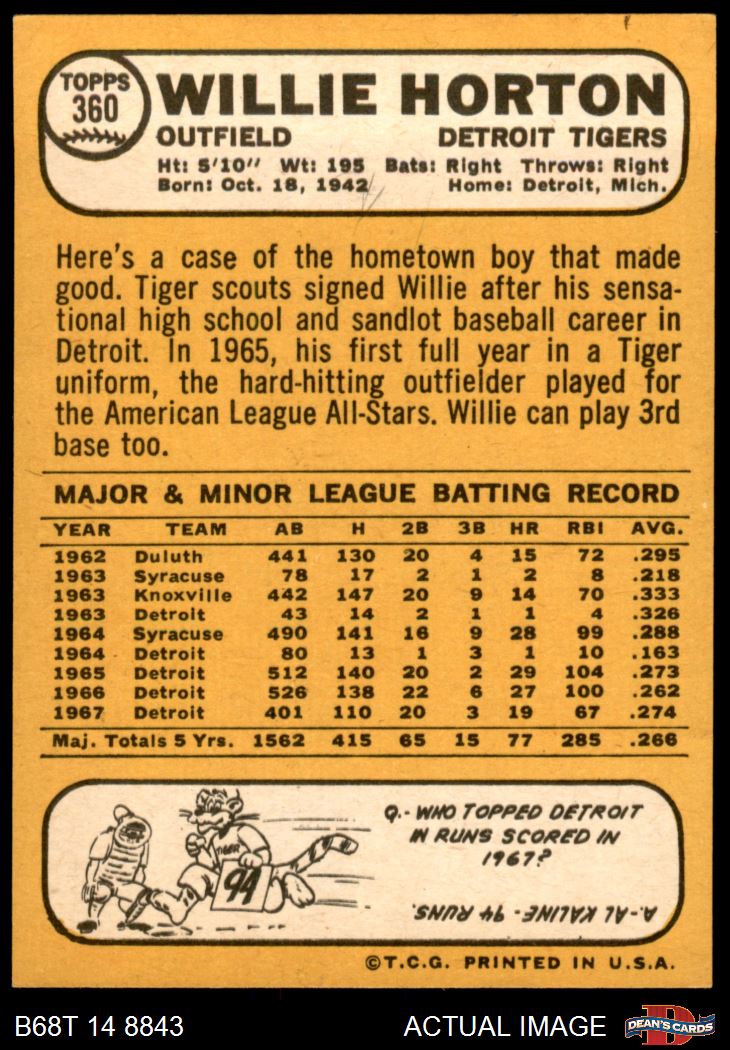 TOPPS
360
WILLIE HORTON
OUTFIELD DETROIT TIGERS
Ht: 5'10" Wt: 195 Bats: Right Throws: Right
Born: Oct. 18, 1942 Home: Detroit, Mich.
Here's a case of the hometown boy that made
good. Tiger scouts signed Willie after his sensa-
tional high school and sandlot baseball career in
Detroit. In 1965, his first full year in a Tiger
uniform, the hard-hitting outfielder played for
the American League All-Stars. Willie can play 3rd
base too.
MAJOR & MINOR LEAGUE BATTING RECORD
YEAR TEAM AB H 2B 3B HR RBI AVG.
1962 Duluth 441 130 20 4 15 72 .295
1963 Syracuse 78 17 2 1 2 8 .218
1963 Knoxville 442 147 20 9 14 70 .333
1963 Detroit 43 14 2 1 1 4 .326
1964 Syracuse 490 141 16 9 28 99 .288
1964 Detroit 80 13 1 3 1 10 .163
1965 Detroit 512 140 20 2 29 104 .273
1966 Detroit 526 138 22 6 27 100 .262
1967 Detroit 401 110 20 3 19 67 .274
Maj. Totals 5 Yrs. 1562 415 65 15 77 285 .266
TIGER
94
Q.- WHO TOPPED DETROIT
IN RUNS SCORED IN
1967?
A.- AL KALINE - 94 RUNS.
©T.C.G. PRINTED IN U.S.A.
B68T 14 8843 ACTUAL IMAGE
D
DEAN'S CARDS